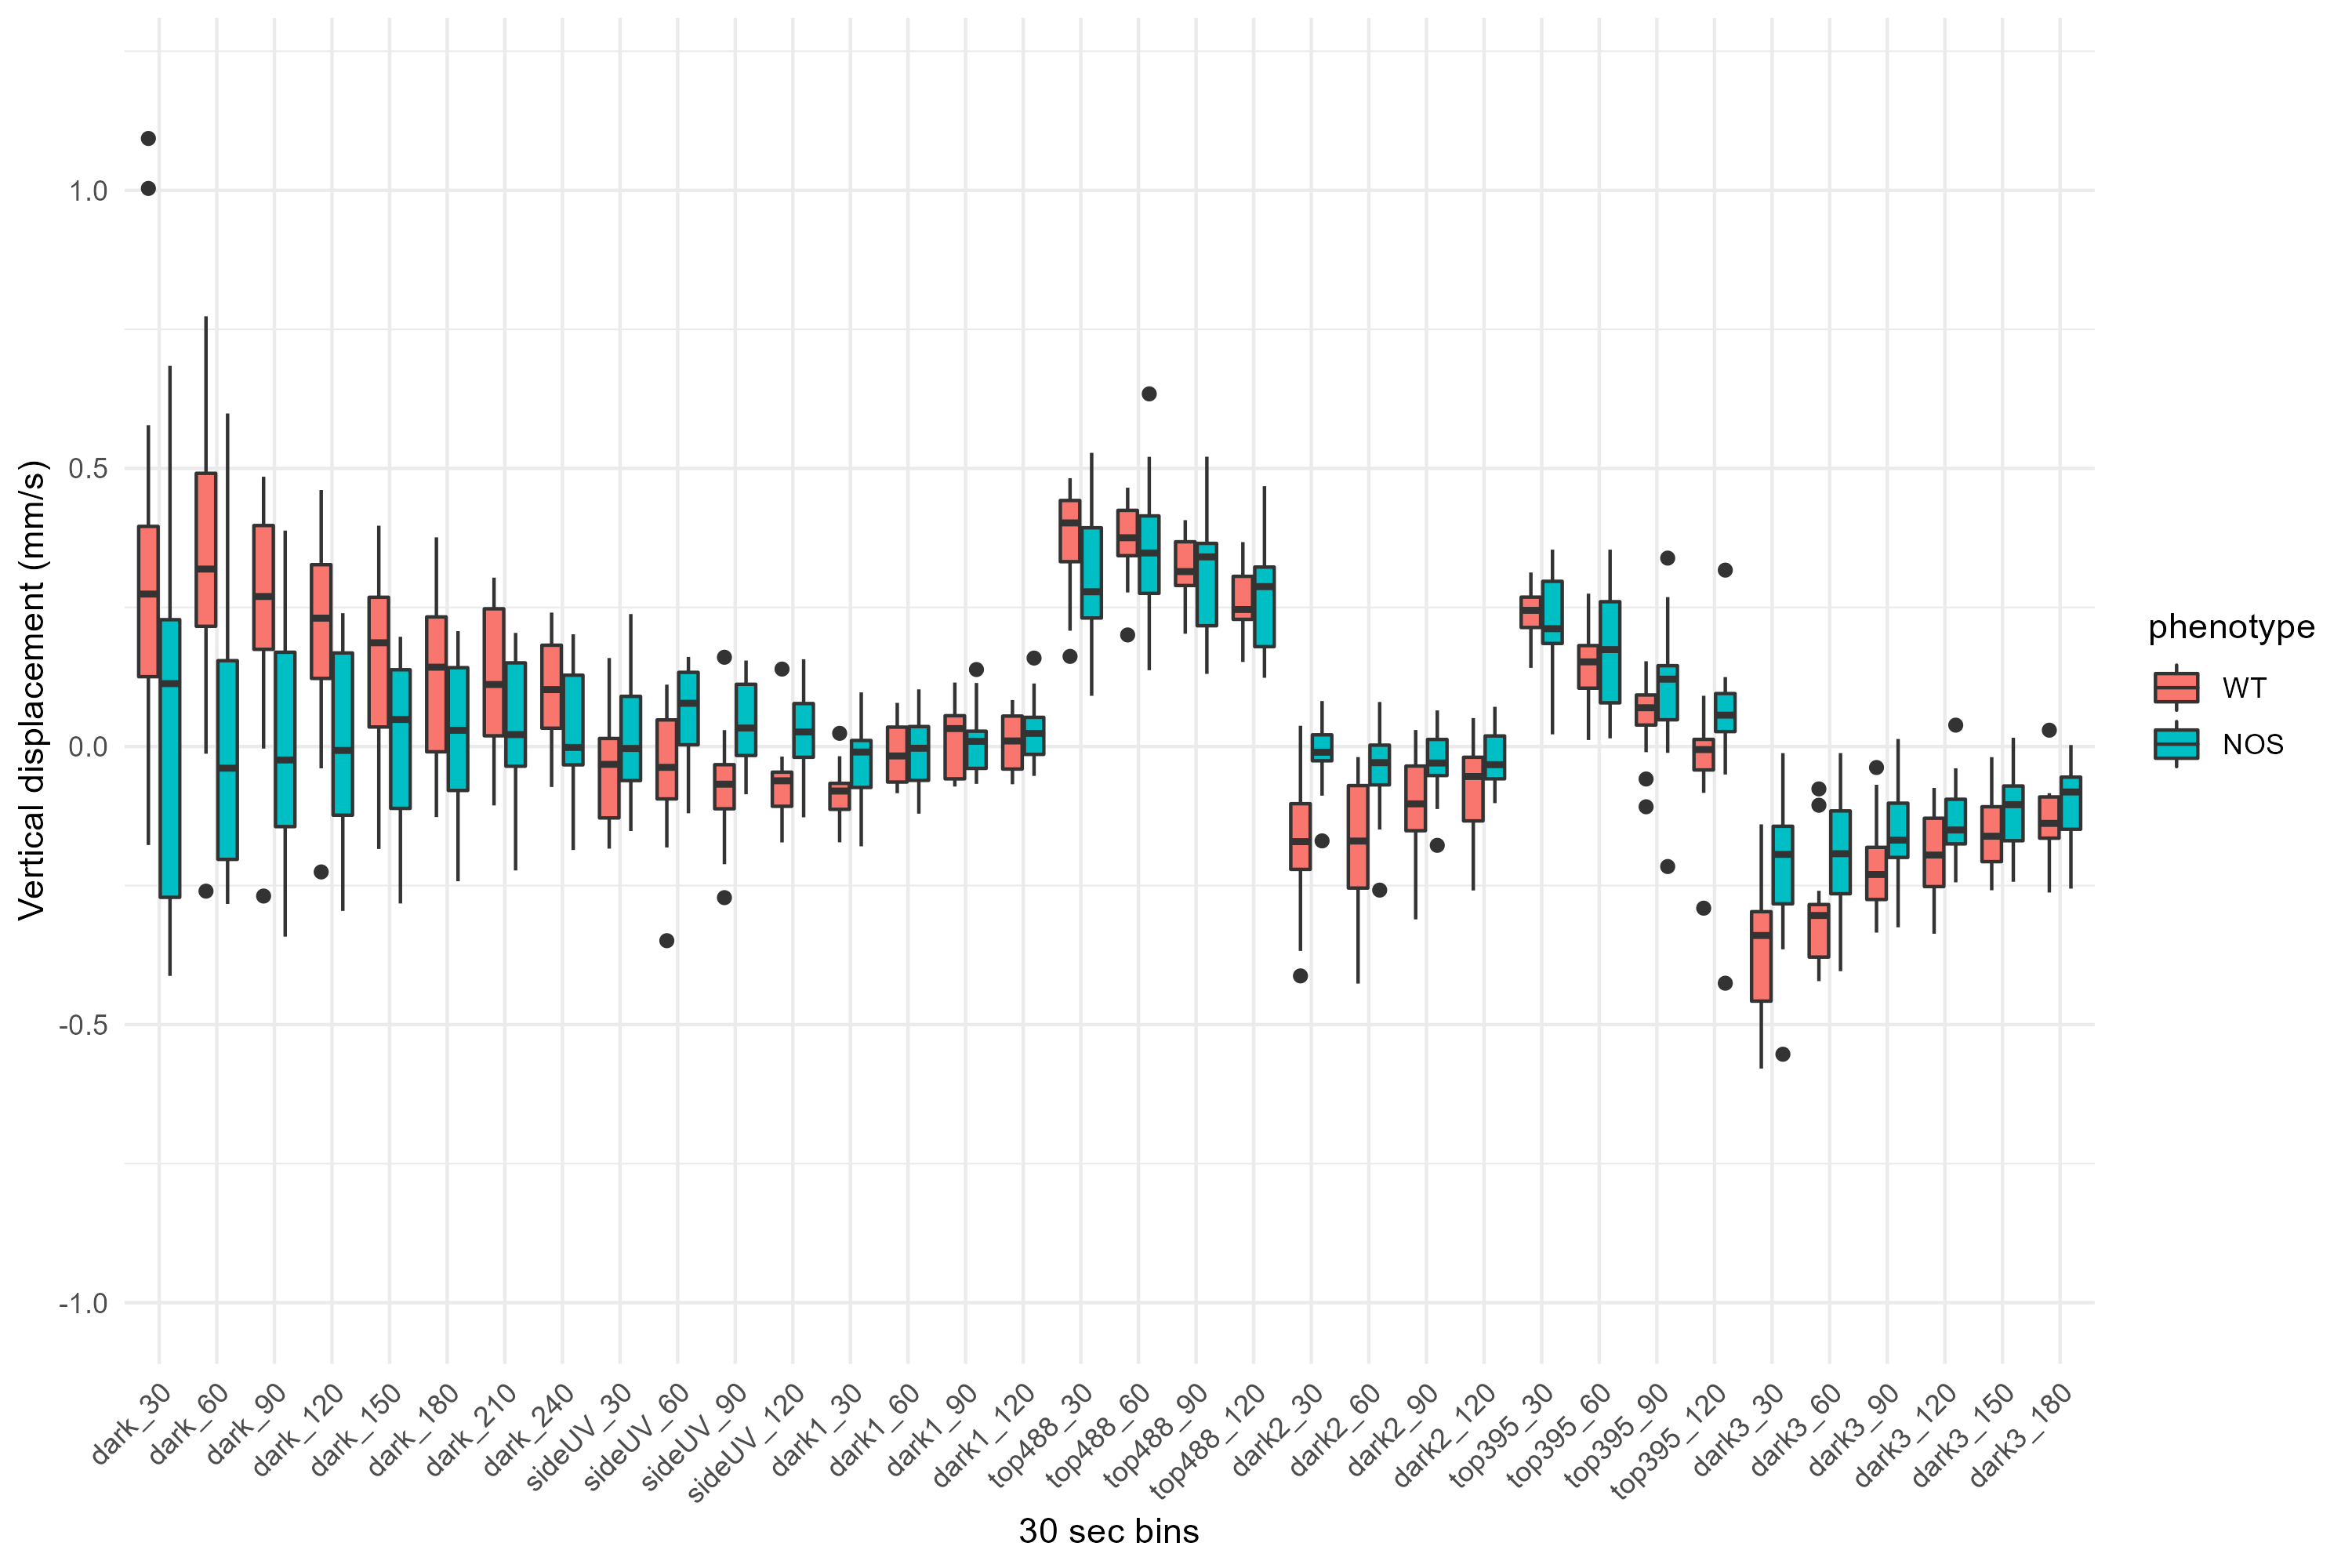 Vertical displacement (mm/s)
1.0
0.5
0.0
-0.5
-1.0
dark_30
dark_60
dark_90
dark_120
dark_150
dark_180
dark_210
dark_240
sideUV_30
sideUV_60
sideUV_90
sideUV_120
dark1_30
dark1_60
dark1_90
dark1_120
top488_30
top488_60
top488_90
top488_120
dark2_30
dark2_60
dark2_90
dark2_120
top395_30
top395_60
top395_90
top395_120
dark3_30
dark3_60
dark3_90
dark3_120
dark3_150
dark3_180
30 sec bins
phenotype
WT
NOS